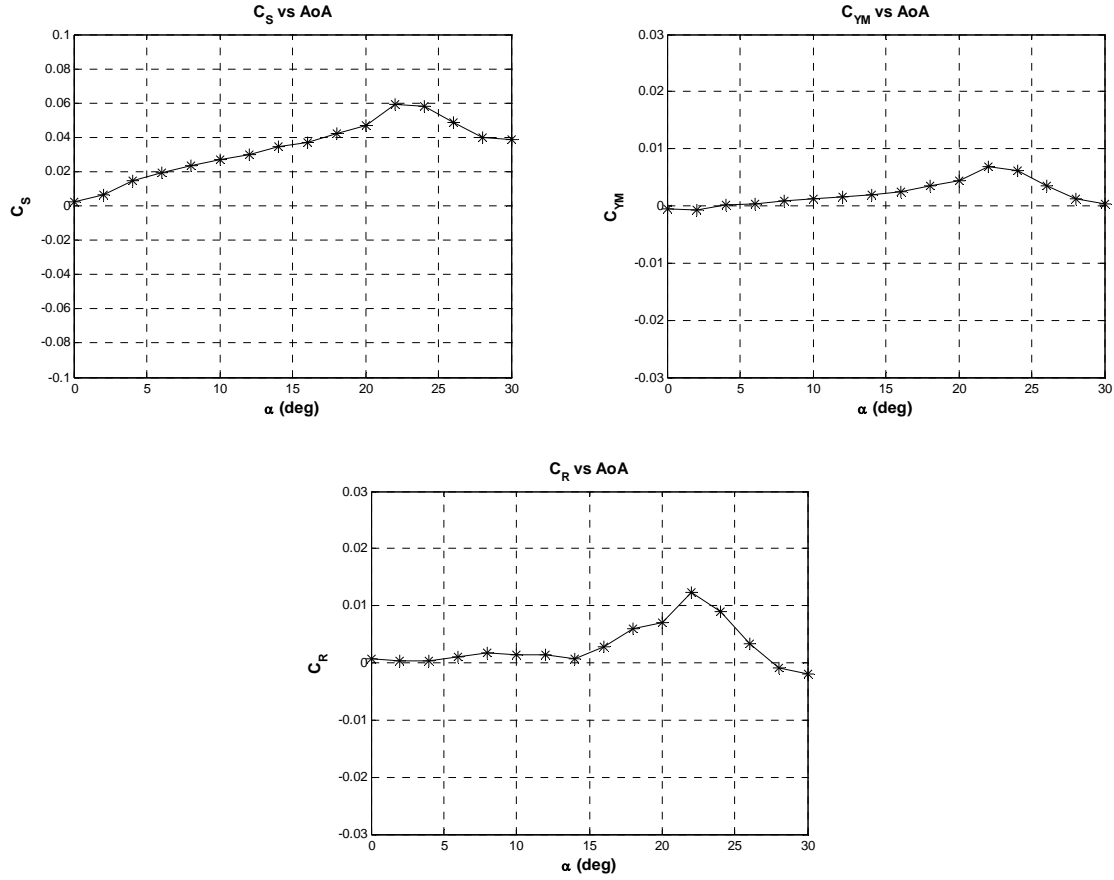 C_S vs AoA
0.1
0.08
0.06
0.04
0.02
0
-0.02
-0.04
-0.06
-0.08
-0.1
C_S
0 5 10 15 20 25 30
α (deg)
C_YM vs AoA
0.03
0.02
0.01
0
-0.01
-0.02
-0.03
C_YM
0 5 10 15 20 25 30
α (deg)
C_R vs AoA
0.03
0.02
0.01
0
-0.01
-0.02
-0.03
C_R
0 5 10 15 20 25 30
α (deg)